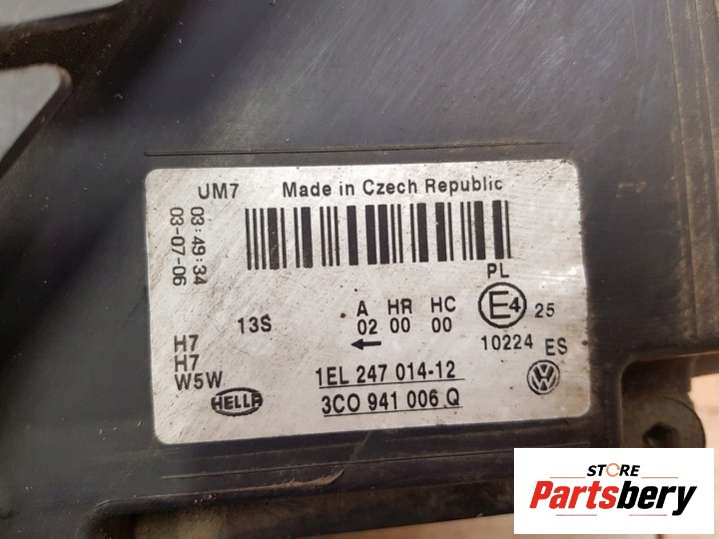 UM7 Made in Czech Republic
03:49:34
03-07-06
PL
13S
A HR HC
02 00 00
E4 25
H7
H7
W5W
10224 ES
1EL 247 014-12
HELLA
3C0 941 006 Q
VW
STORE
Partsbery